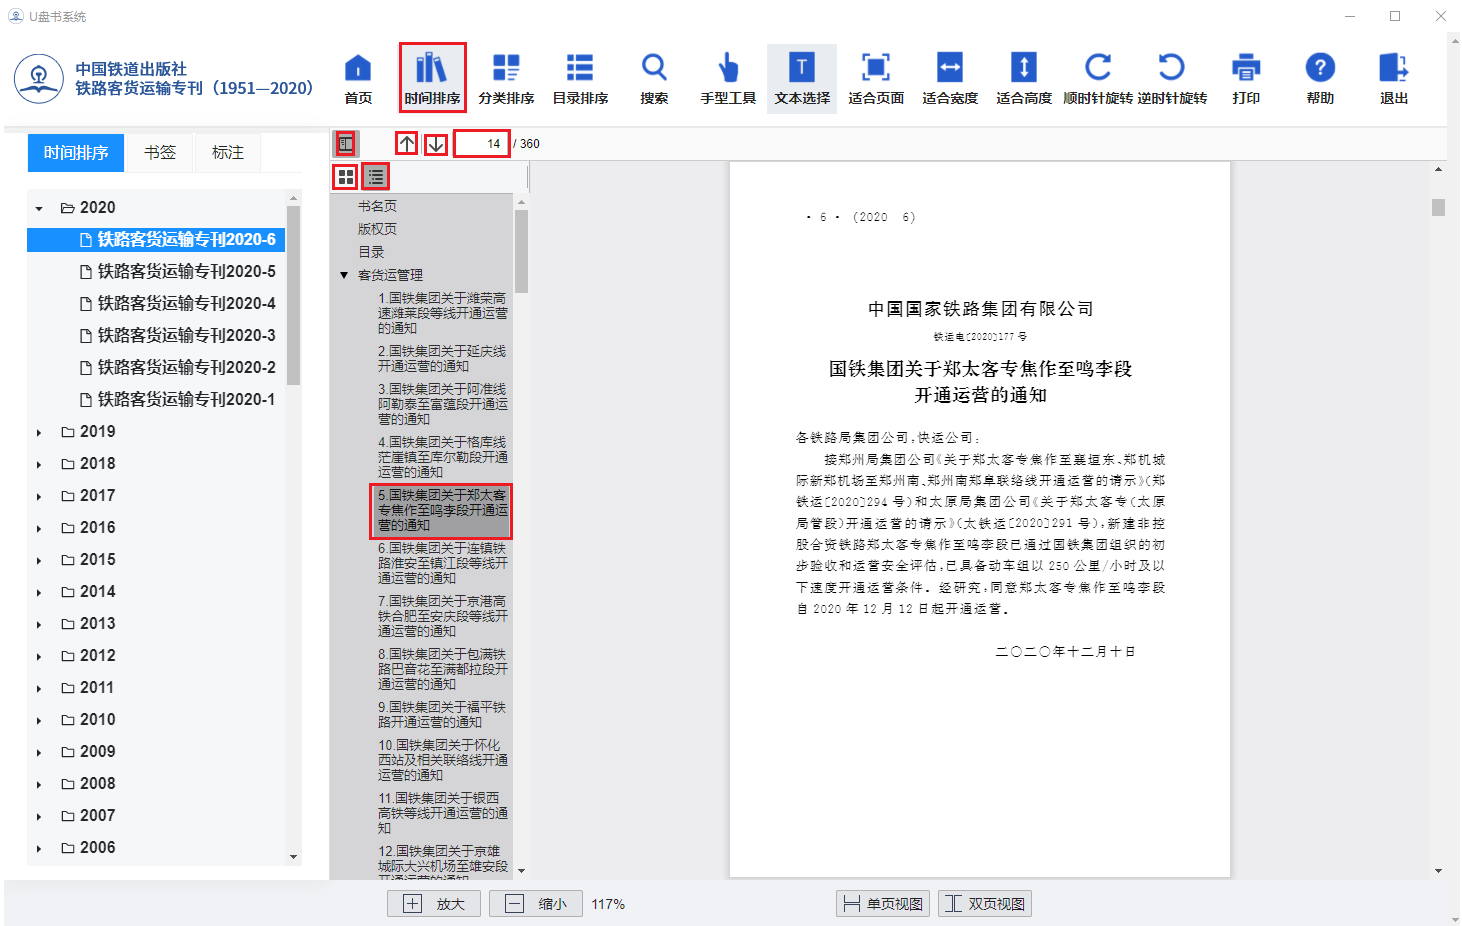 U盘书系统
中国铁道出版社
铁路客货运输专刊（1951—2020）
首页
时间排序
分类排序
目录排序
搜索
手型工具
文本选择
适合页面
适合宽度
适合高度
顺时针旋转
逆时针旋转
打印
帮助
退出
时间排序
书签
标注
14 / 360
2020
铁路客货运输专刊2020-6
铁路客货运输专刊2020-5
铁路客货运输专刊2020-4
铁路客货运输专刊2020-3
铁路客货运输专刊2020-2
铁路客货运输专刊2020-1
2019
2018
2017
2016
2015
2014
2013
2012
2011
2010
2009
2008
2007
2006
书名页
版权页
目录
客货运管理
1.国铁集团关于潍荣高
速潍莱段等线开通运营
的通知
2.国铁集团关于延庆线
开通运营的通知
3.国铁集团关于阿准线
阿勒泰至富蕴段开通运
营的通知
4.国铁集团关于格库线
茫崖镇至库尔勒段开通
运营的通知
5.国铁集团关于郑太客
专焦作至鸣李段开通运
营的通知
6.国铁集团关于连镇铁
路淮安至镇江段等线开
通运营的通知
7.国铁集团关于京港高
铁合肥至安庆段等线开
通运营的通知
8.国铁集团关于包满铁
路巴音花至满都拉段开
通运营的通知
9.国铁集团关于福平铁
路开通运营的通知
10.国铁集团关于怀化
西站及相关联络线开通
运营的通知
11.国铁集团关于银西
高铁等线开通运营的通
知
12.国铁集团关于京雄
城际大兴机场至雄安段
开通运营的通知
· 6 · (2020 6)
中国国家铁路集团有限公司
铁运电〔2020〕177 号
国铁集团关于郑太客专焦作至鸣李段
开通运营的通知
各铁路局集团公司,快运公司:
接郑州局集团公司《关于郑太客专焦作至襄垣东、郑机城
际新郑机场至郑州南、郑州南郑阜联络线开通运营的请示》(郑
铁运〔2020〕294 号)和太原局集团公司《关于郑太客专(太原
局管段)开通运营的请示》(太铁运〔2020〕291 号),新建非控
股合资铁路郑太客专焦作至鸣李段已通过国铁集团组织的初
步验收和运营安全评估,已具备动车组以 250 公里/小时及以
下速度开通运营条件。经研究,同意郑太客专焦作至鸣李段
自 2020 年 12 月 12 日起开通运营。
二〇二〇年十二月十日
放大
缩小
117%
单页视图
双页视图